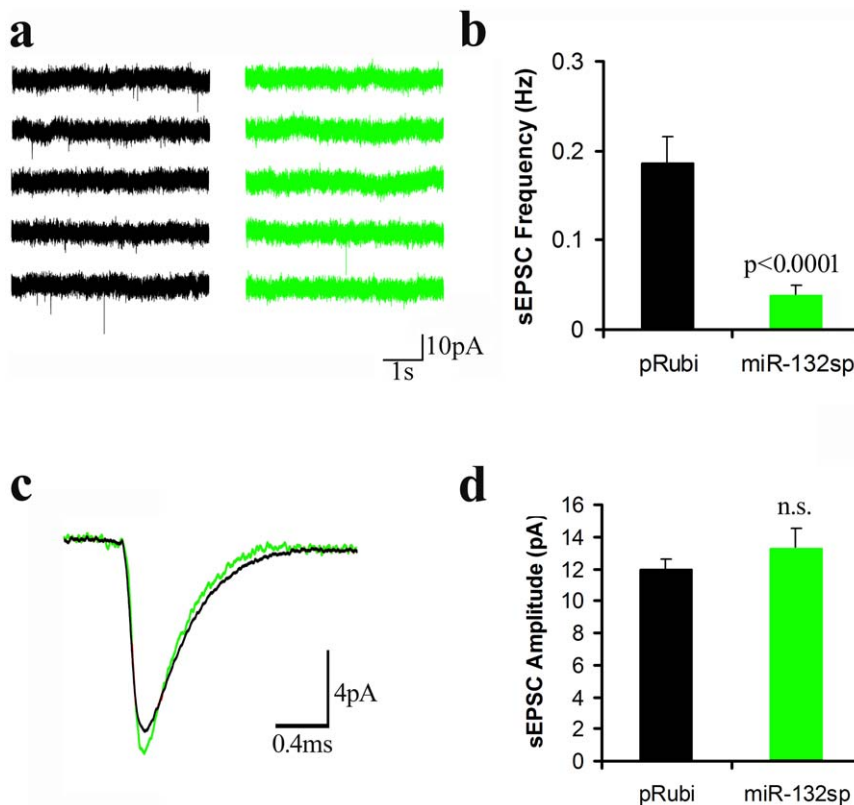 a
10pA
1s
b
sEPSC Frequency (Hz)
0.3
0.2
0.1
0
p<0.0001
pRubi
miR-132sp
c
4pA
0.4ms
d
sEPSC Amplitude (pA)
16
14
12
10
8
6
4
2
0
n.s.
pRubi
miR-132sp